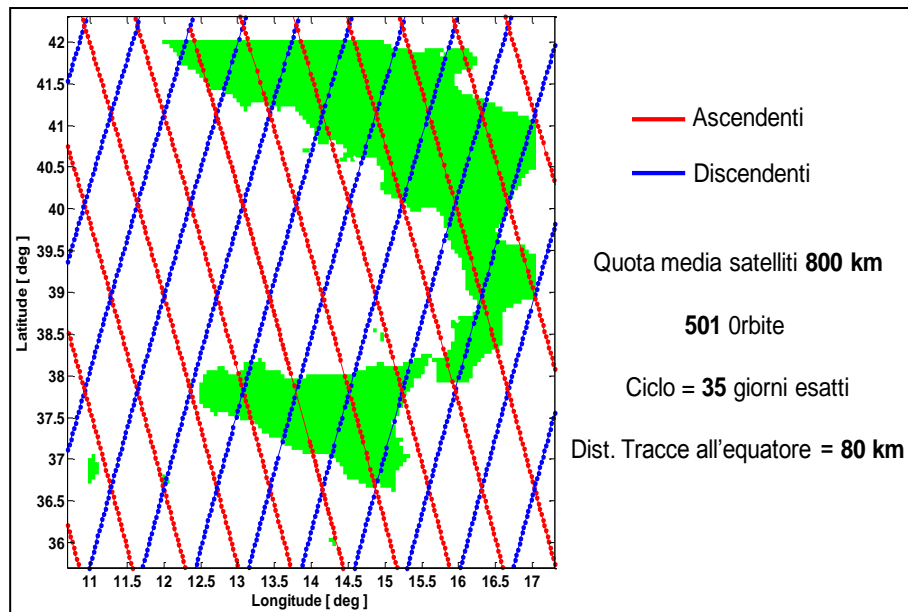 42
41.5
41
40.5
40
39.5
39
38.5
38
37.5
37
36.5
36
Latitude [ deg ]
11 11.5 12 12.5 13 13.5 14 14.5 15 15.5 16 16.5 17
Longitude [ deg ]
Ascendenti
Discendenti
Quota media satelliti 800 km
501 0rbite
Ciclo = 35 giorni esatti
Dist. Tracce all'equatore = 80 km